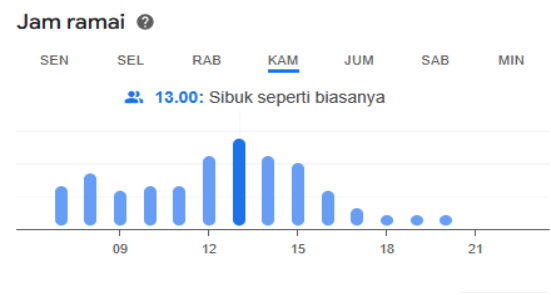 Jam ramai ?
SEN SEL RAB KAM JUM SAB MIN
13.00: Sibuk seperti biasanya
09 12 15 18 21